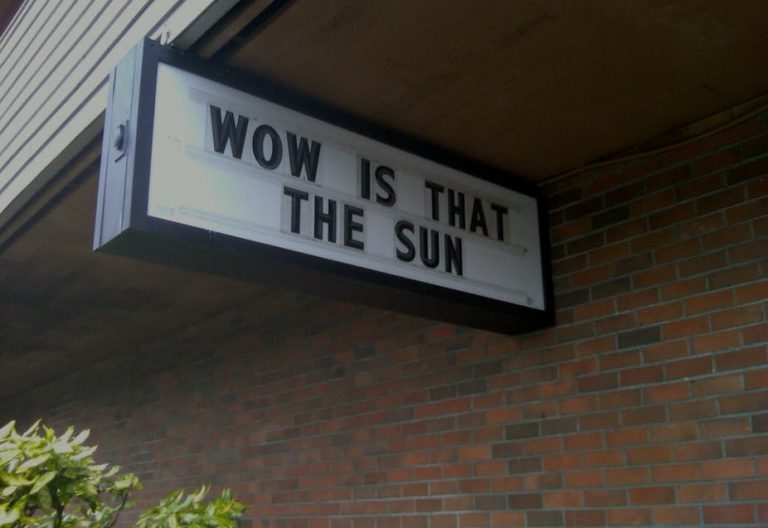 WOW IS THAT
THE SUN